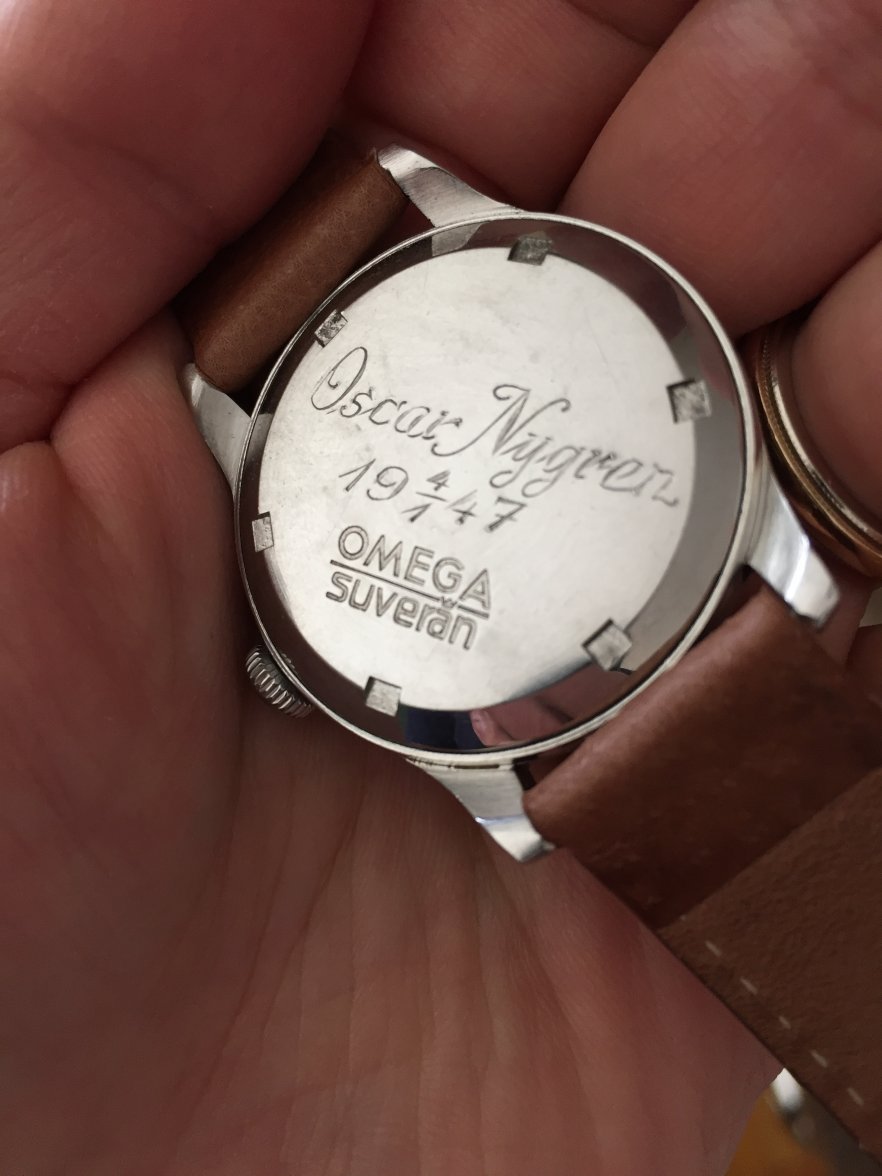 Oscar Nygren
19 4/1 47
OMEGA
suverän